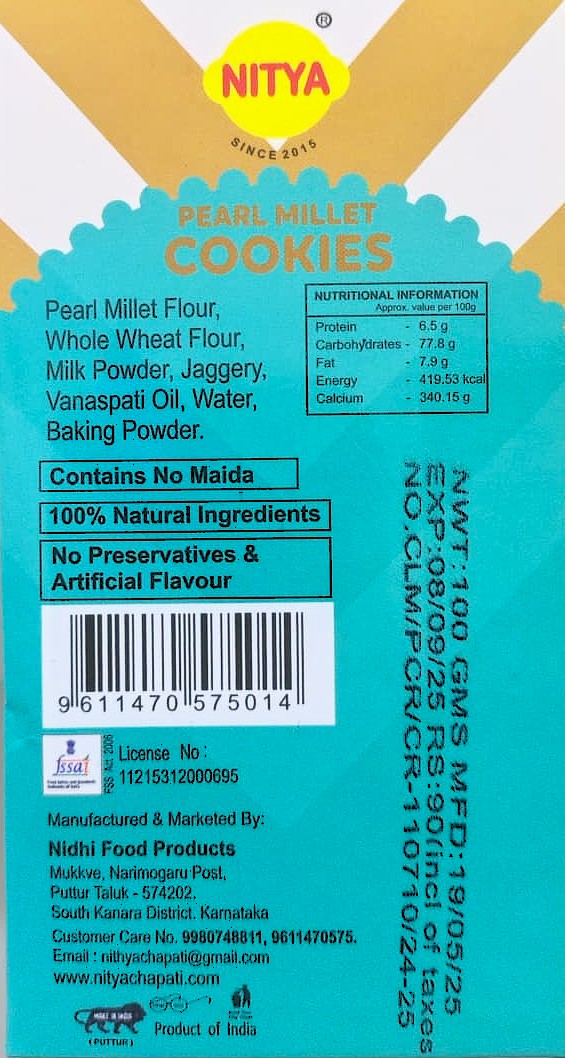 ®
NITYA
SINCE 2015
PEARL MILLET
COOKIES
Pearl Millet Flour,
Whole Wheat Flour,
Milk Powder, Jaggery,
Vanaspati Oil, Water,
Baking Powder.
NUTRITIONAL INFORMATION
Approx. value per 100g
Protein - 6.5 g
Carbohydrates - 77.8 g
Fat - 7.9 g
Energy - 419.53 kcal
Calcium - 340.15 g
Contains No Maida
100% Natural Ingredients
No Preservatives &
Artificial Flavour
NWT:100 GMS MFD:19/05/25
EXP:08/09/25 RS:90(incl of taxes
NO.CLM/PCR/CR-110710/24-25
9 611470 575014
fssai
FSS Act, 2006
License No :
11215312000695
Manufactured & Marketed By:
Nidhi Food Products
Mukkve, Narimogaru Post,
Puttur Taluk - 574202.
South Kanara District. Karnataka
Customer Care No. 9980748811, 9611470575.
Email : nithyachapati@gmail.com
www.nityachapati.com
MAKE IN INDIA
(PUTTUR)
Product of India